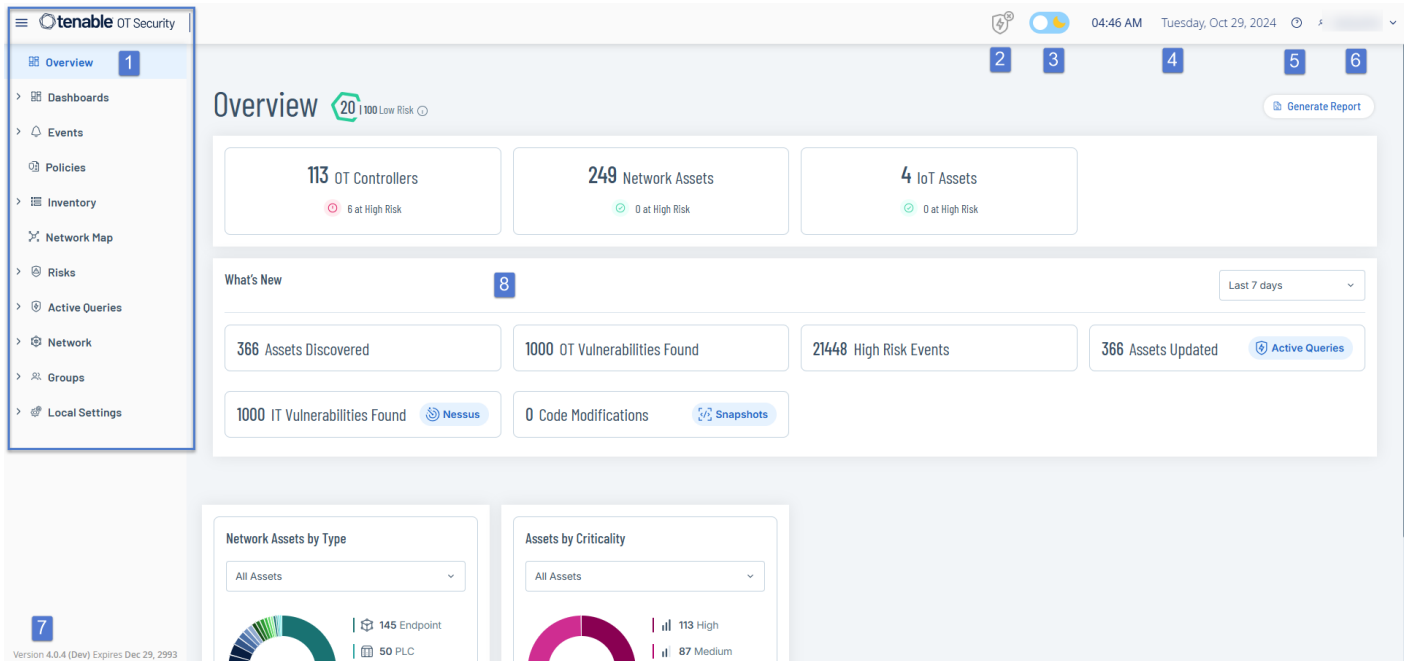 tenable OT Security
04:46 AM Tuesday, Oct 29, 2024
Overview 1
2 3 4 5 6
Dashboards
Events
Policies
Inventory
Network Map
Risks
Active Queries
Network
Groups
Local Settings
7
Version 4.0.4 (Dev) Expires Dec 29, 2993
Overview 20 | 100 Low Risk
Generate Report
113 OT Controllers
6 at High Risk
249 Network Assets
0 at High Risk
4 IoT Assets
0 at High Risk
What's New
8
Last 7 days
366 Assets Discovered
1000 OT Vulnerabilities Found
21448 High Risk Events
366 Assets Updated Active Queries
1000 IT Vulnerabilities Found Nessus
0 Code Modifications Snapshots
Network Assets by Type
All Assets
145 Endpoint
50 PLC
Assets by Criticality
All Assets
113 High
87 Medium